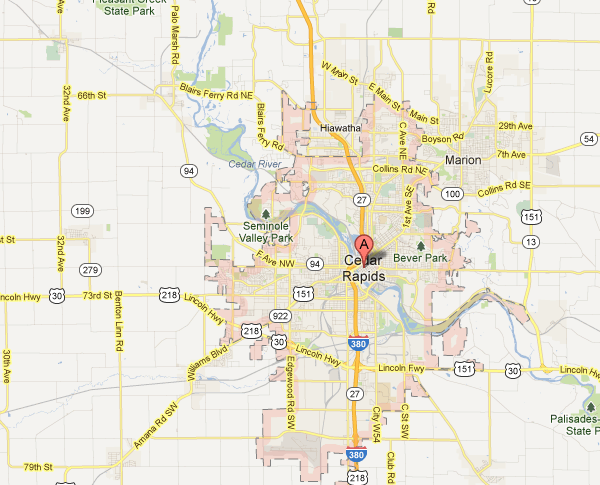 Pleasant Creek
State Park
Palo Marsh Rd
Rd
32nd Ave
66th St
Blairs Ferry Rd NE
W Main St
E Main St
Main St
Lucore Rd
Blairs Ferry Rd
Hiawatha
C Ave NE
29th Ave
Boyson Rd
7th Ave
54
Marion
Cedar River
94
Collins Rd NE
100
Collins Rd SE
27
1st Ave SE
199
151
Seminole
Valley Park
13
st St
32nd Ave
A
Bever Park
F Ave NW
94
Cedar
Rapids
279
151
ncoln Hwy
30
73rd St
218
Lincoln Hwy
922
Benton Linn Rd
218
30
380
Lincoln Hwy
Williams Blvd
Lincoln Hwy
151
30
Lincoln Hwy
30th Ave
Edgewood Rd SW
27
City W54
C St SW
Amana Rd SW
Palisades-
State P
79th St
380
218
Club Rd